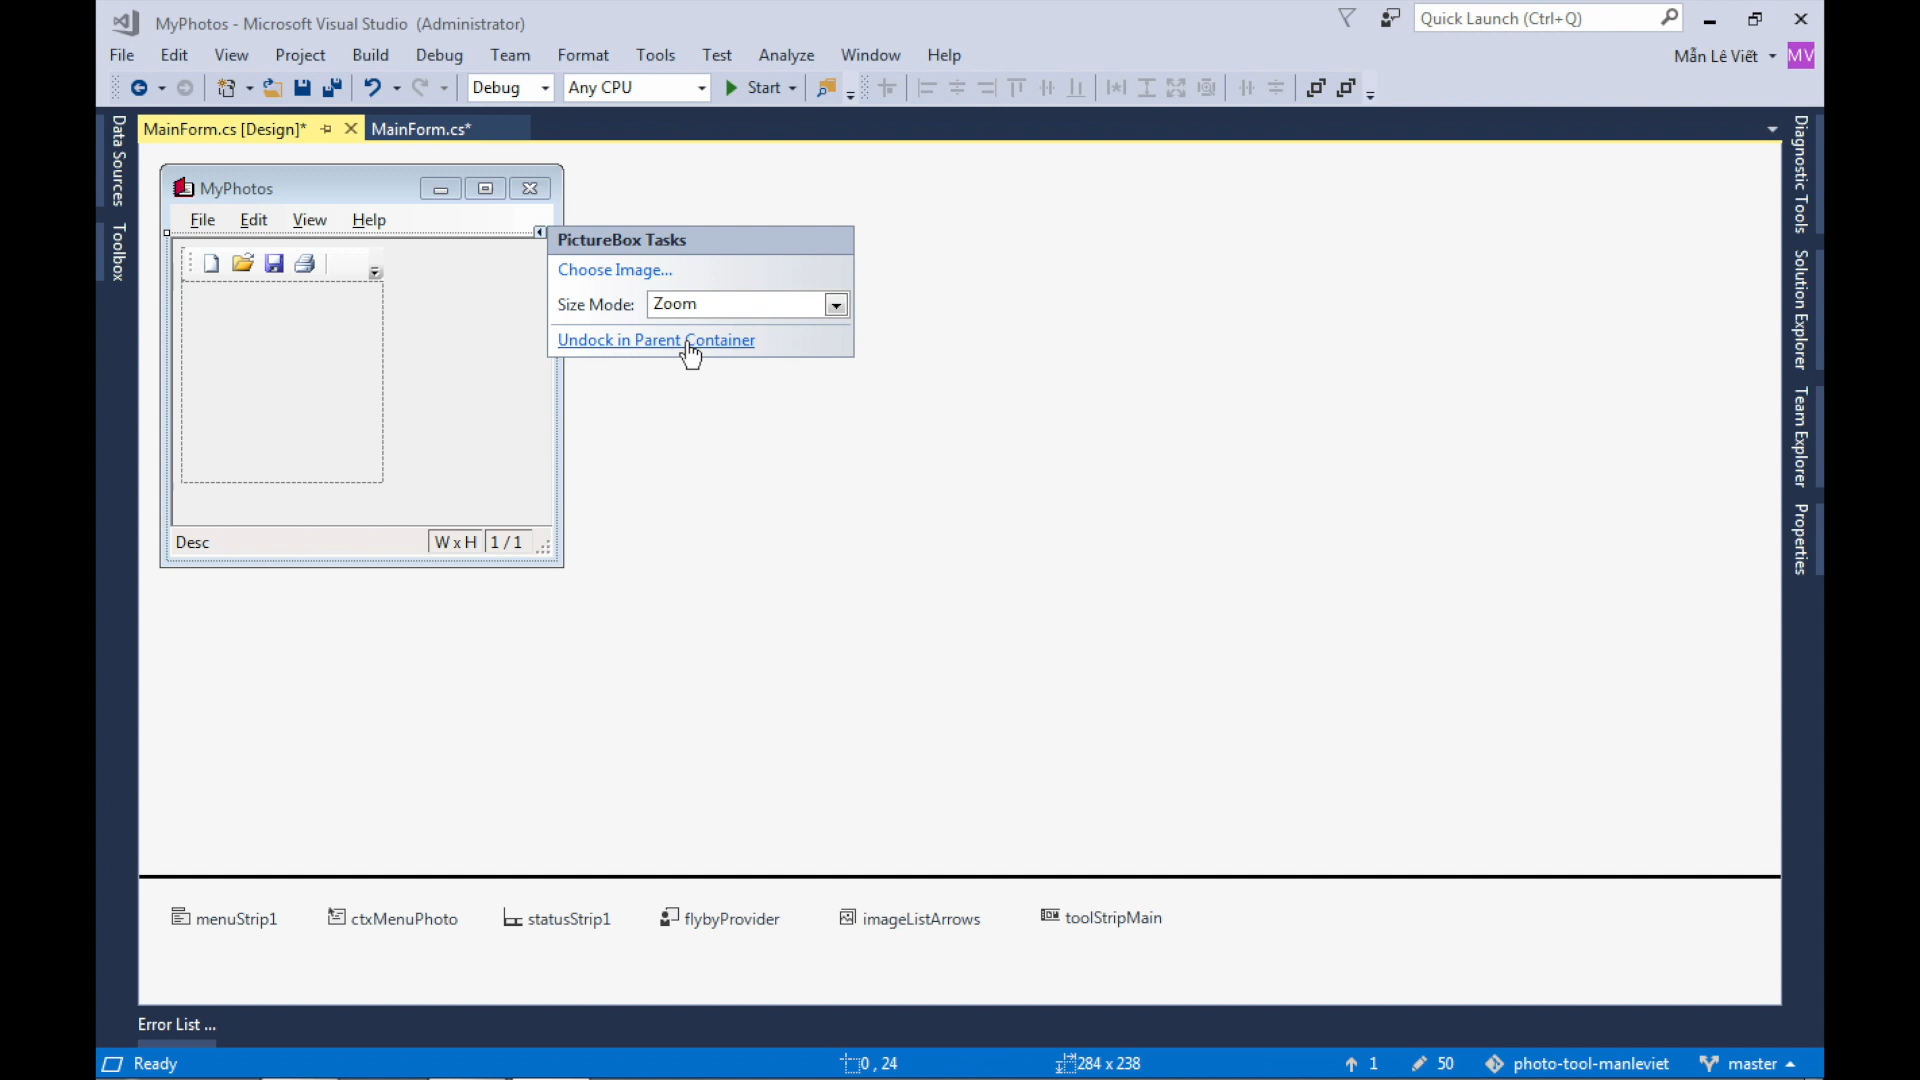 MyPhotos - Microsoft Visual Studio (Administrator)
Quick Launch (Ctrl+Q)
File Edit View Project Build Debug Team Format Tools Test Analyze Window Help
Mẫn Lê Viết MV
Debug Any CPU Start
MainForm.cs [Design]* MainForm.cs*
Data Sources
Toolbox
MyPhotos
File Edit View Help
PictureBox Tasks
Choose Image...
Size Mode: Zoom
Undock in Parent Container
Desc W x H 1 / 1
Diagnostic Tools
Solution Explorer
Team Explorer
Properties
menuStrip1 ctxMenuPhoto statusStrip1 flybyProvider imageListArrows toolStripMain
Error List ...
Ready 0 , 24 284 x 238 1 50 photo-tool-manleviet master